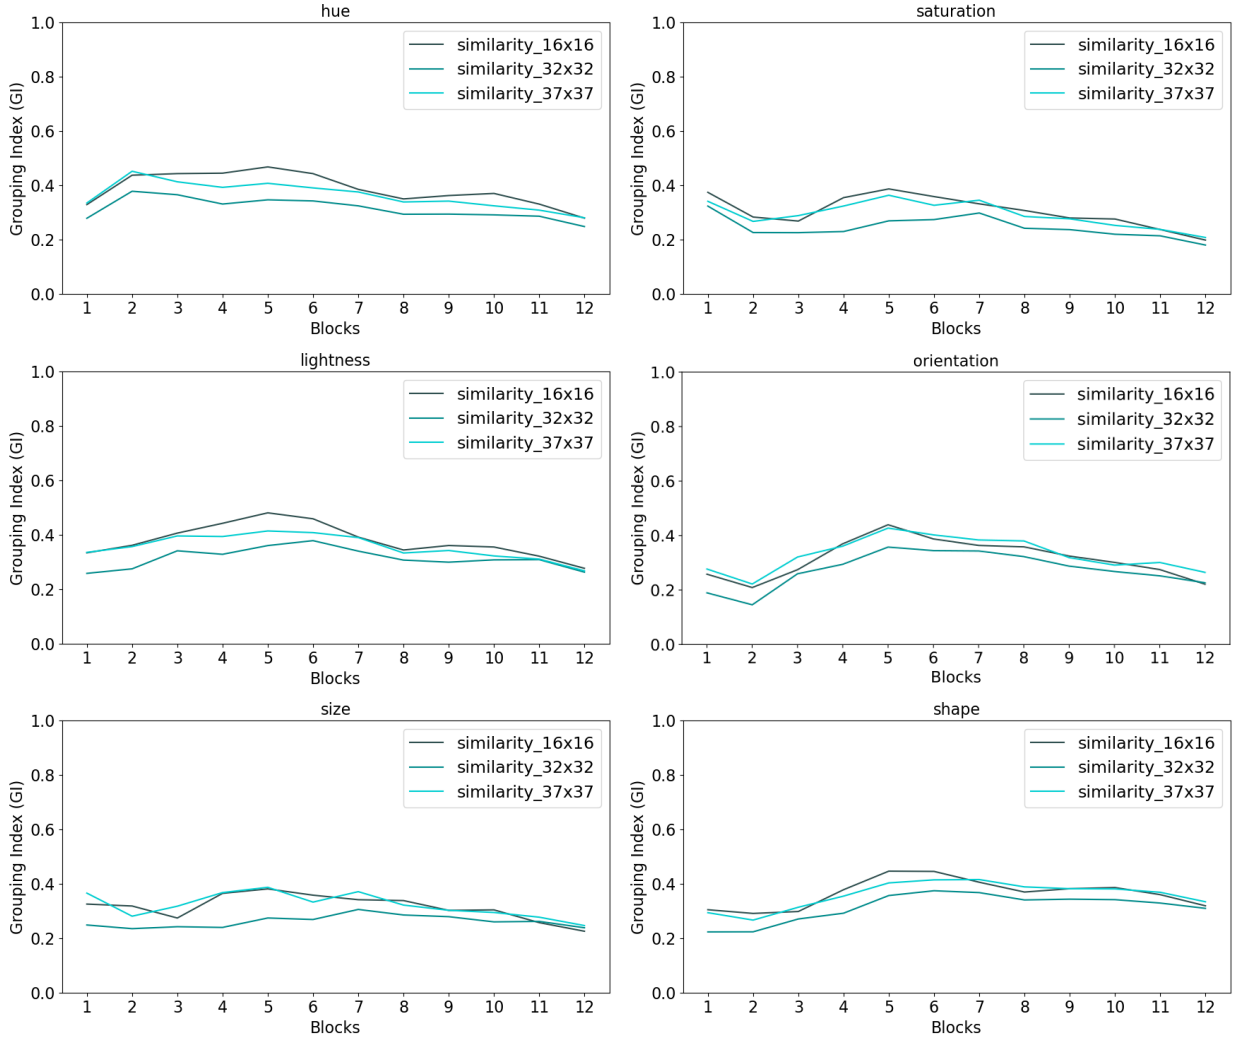 hue
1.0
0.8
0.6
0.4
0.2
0.0
Grouping Index (GI)
similarity_16x16
similarity_32x32
similarity_37x37
1 2 3 4 5 6 7 8 9 10 11 12
Blocks
saturation
1.0
0.8
0.6
0.4
0.2
0.0
Grouping Index (GI)
similarity_16x16
similarity_32x32
similarity_37x37
1 2 3 4 5 6 7 8 9 10 11 12
Blocks
lightness
1.0
0.8
0.6
0.4
0.2
0.0
Grouping Index (GI)
similarity_16x16
similarity_32x32
similarity_37x37
1 2 3 4 5 6 7 8 9 10 11 12
Blocks
orientation
1.0
0.8
0.6
0.4
0.2
0.0
Grouping Index (GI)
similarity_16x16
similarity_32x32
similarity_37x37
1 2 3 4 5 6 7 8 9 10 11 12
Blocks
size
1.0
0.8
0.6
0.4
0.2
0.0
Grouping Index (GI)
similarity_16x16
similarity_32x32
similarity_37x37
1 2 3 4 5 6 7 8 9 10 11 12
Blocks
shape
1.0
0.8
0.6
0.4
0.2
0.0
Grouping Index (GI)
similarity_16x16
similarity_32x32
similarity_37x37
1 2 3 4 5 6 7 8 9 10 11 12
Blocks